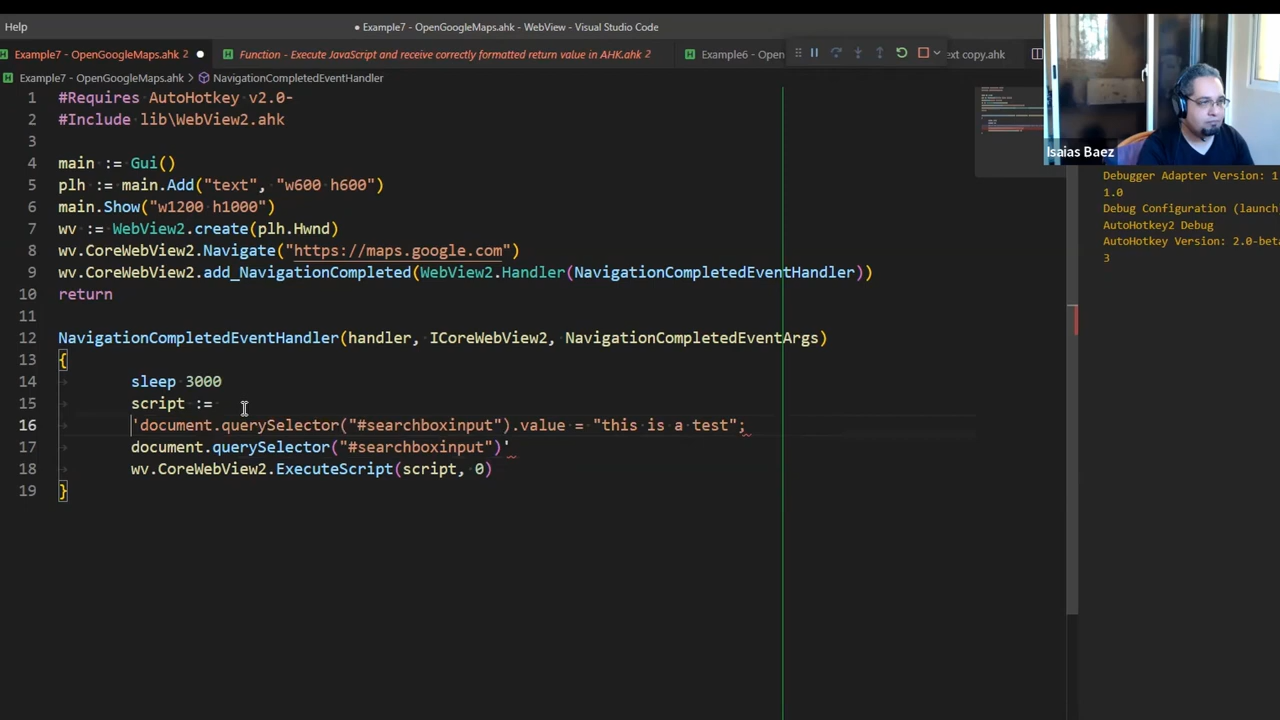 Help
● Example7 - OpenGoogleMaps.ahk - WebView - Visual Studio Code
Example7 - OpenGoogleMaps.ahk 2 ●
Function - Execute JavaScript and receive correctly formatted return value in AHK.ahk 2
Example6 - Open
ext copy.ahk
Example7 - OpenGoogleMaps.ahk > NavigationCompletedEventHandler
1 #Requires AutoHotkey v2.0-
2 #Include lib\WebView2.ahk
3
4 main := Gui()
5 plh := main.Add("text", "w600 h600")
6 main.Show("w1200 h1000")
7 wv := WebView2.create(plh.Hwnd)
8 wv.CoreWebView2.Navigate("https://maps.google.com")
9 wv.CoreWebView2.add_NavigationCompleted(WebView2.Handler(NavigationCompletedEventHandler))
10 return
11
12 NavigationCompletedEventHandler(handler, ICoreWebView2, NavigationCompletedEventArgs)
13 {
14 sleep 3000
15 script :=
16 'document.querySelector("#searchboxinput").value = "this is a test";
17 document.querySelector("#searchboxinput")'
18 wv.CoreWebView2.ExecuteScript(script, 0)
19 }
Isaias Baez
Debugger Adapter Version: 1
1.0
Debug Configuration (launch
AutoHotkey2 Debug
AutoHotkey Version: 2.0-beta
3